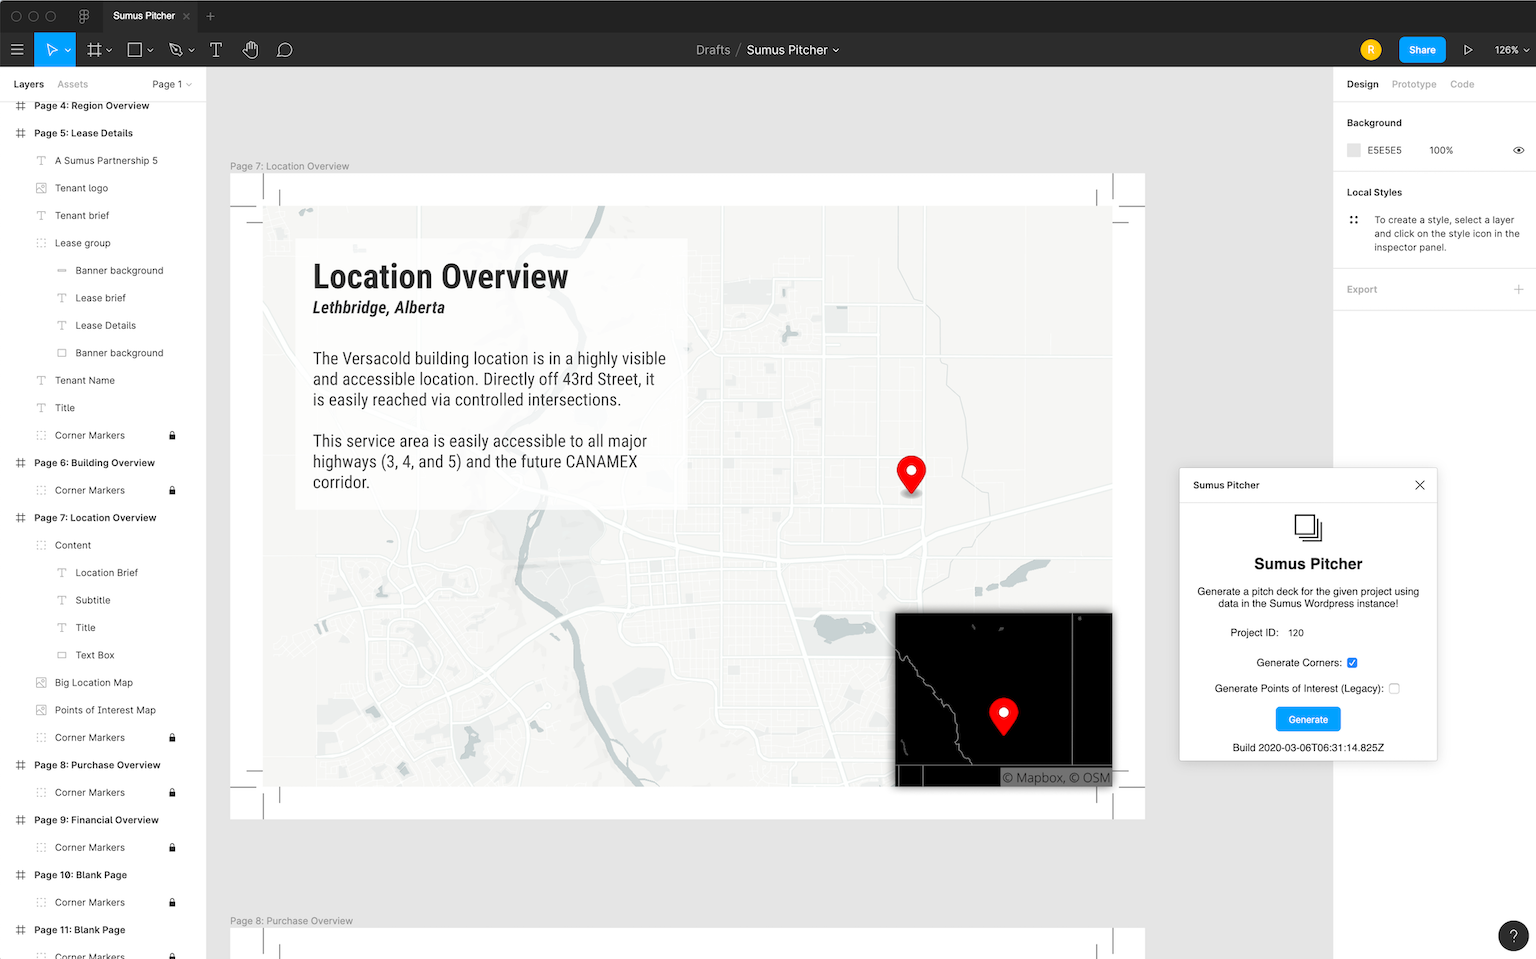 Sumus Pitcher
Drafts / Sumus Pitcher
R
Share
126%
Layers
Assets
Page 1
Page 4: Region Overview
Page 5: Lease Details
A Sumus Partnership 5
Tenant logo
Tenant brief
Lease group
Banner background
Lease brief
Lease Details
Banner background
Tenant Name
Title
Corner Markers
Page 6: Building Overview
Corner Markers
Page 7: Location Overview
Content
Location Brief
Subtitle
Title
Text Box
Big Location Map
Points of Interest Map
Corner Markers
Page 8: Purchase Overview
Corner Markers
Page 9: Financial Overview
Corner Markers
Page 10: Blank Page
Corner Markers
Page 11: Blank Page
Corner Markers
Page 7: Location Overview
Location Overview
Lethbridge, Alberta
The Versacold building location is in a highly visible
and accessible location. Directly off 43rd Street, it
is easily reached via controlled intersections.
This service area is easily accessible to all major
highways (3, 4, and 5) and the future CANAMEX
corridor.
© Mapbox, © OSM
Page 8: Purchase Overview
Design
Prototype
Code
Background
E5E5E5
100%
Local Styles
To create a style, select a layer
and click on the style icon in the
inspector panel.
Export
Sumus Pitcher
Sumus Pitcher
Generate a pitch deck for the given project using
data in the Sumus Wordpress instance!
Project ID: 120
Generate Corners:
Generate Points of Interest (Legacy):
Generate
Build 2020-03-06T06:31:14.825Z
?